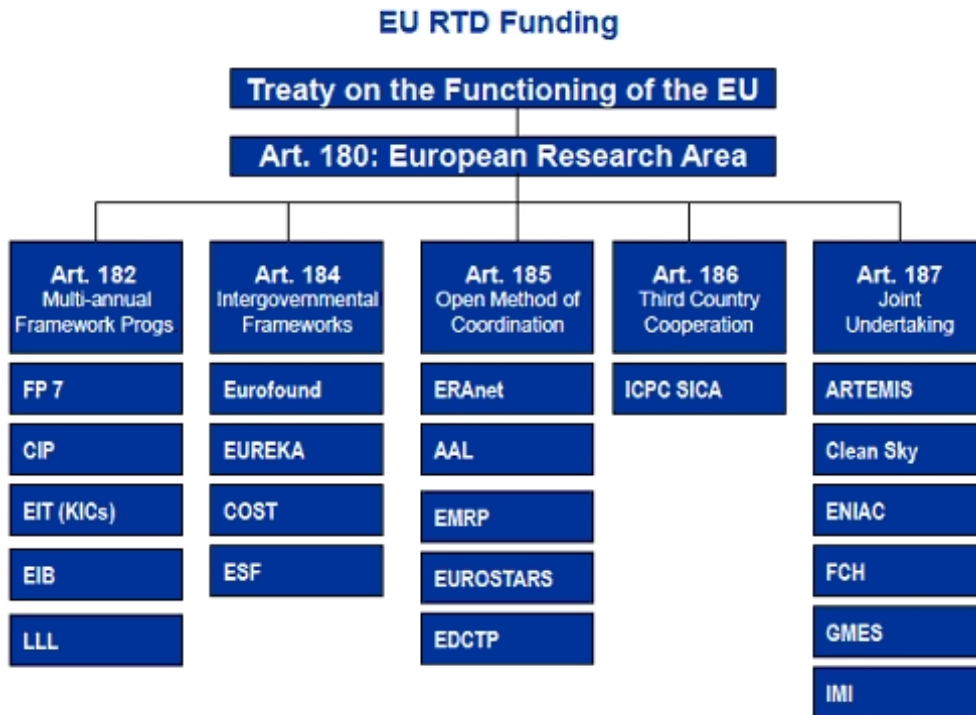 EU RTD Funding
Treaty on the Functioning of the EU
Art. 180: European Research Area
Art. 182
Multi-annual
Framework Progs
FP 7
CIP
EIT (KICs)
EIB
LLL
Art. 184
Intergovernmental
Frameworks
Eurofound
EUREKA
COST
ESF
Art. 185
Open Method of
Coordination
ERAnet
AAL
EMRP
EUROSTARS
EDCTP
Art. 186
Third Country
Cooperation
ICPC SICA
Art. 187
Joint
Undertaking
ARTEMIS
Clean Sky
ENIAC
FCH
GMES
IMI